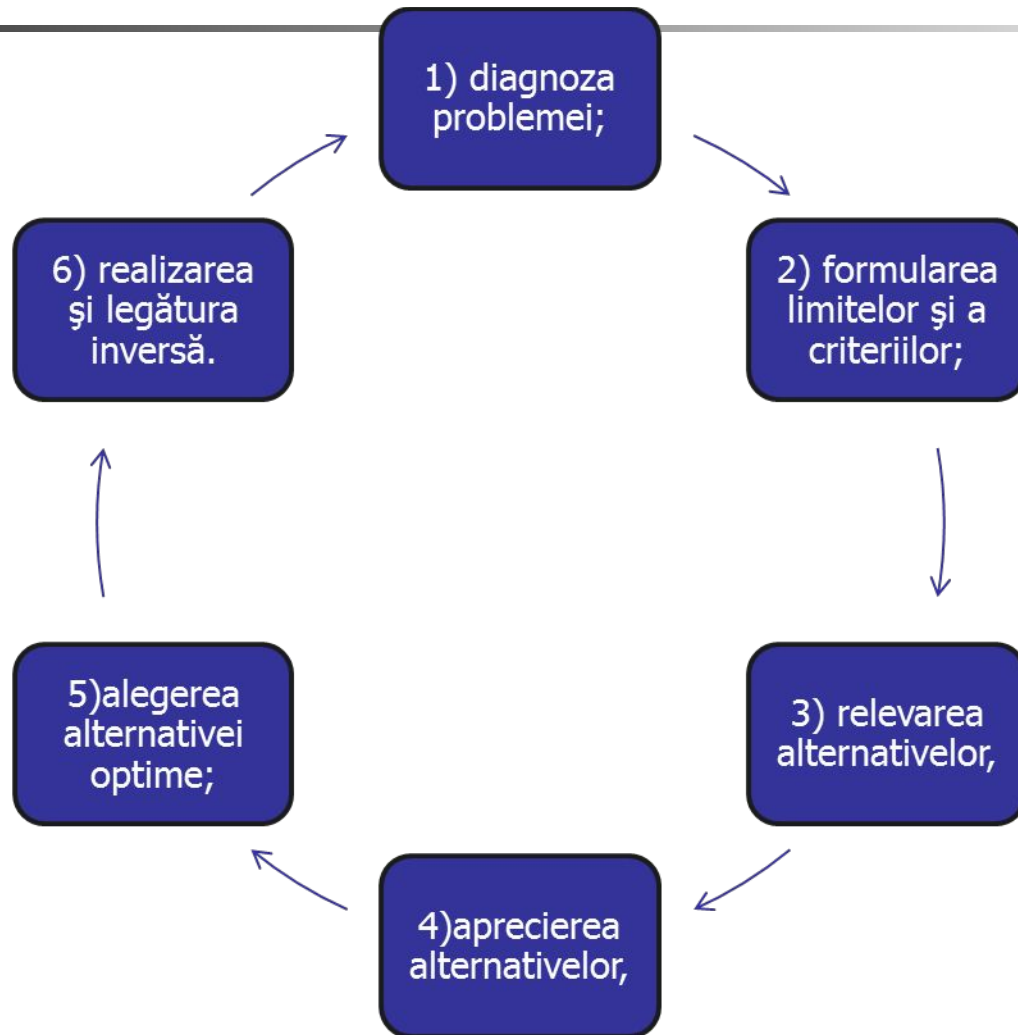 1) diagnoza
problemei;
2) formularea
limitelor şi a
criteriilor;
3) relevarea
alternativelor,
4)aprecierea
alternativelor,
5)alegerea
alternativei
optime;
6) realizarea
şi legătura
inversă.